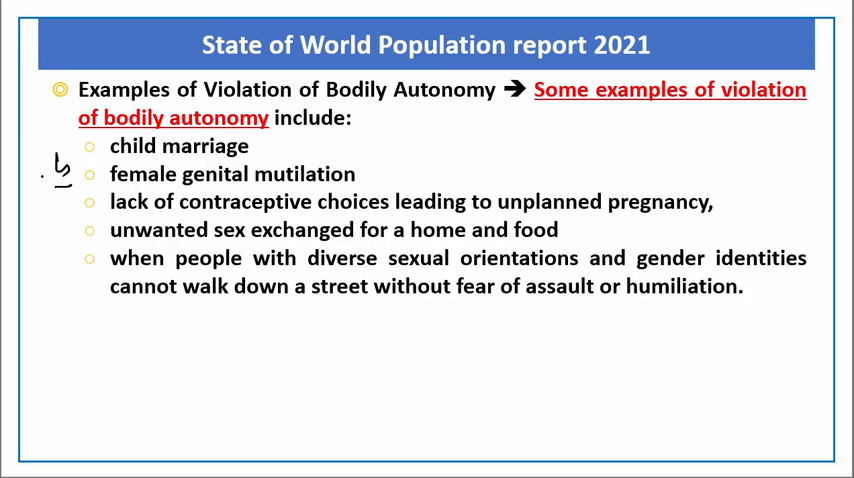 State of World Population report 2021
Examples of Violation of Bodily Autonomy ➔ Some examples of violation
of bodily autonomy include:
child marriage
female genital mutilation
lack of contraceptive choices leading to unplanned pregnancy,
unwanted sex exchanged for a home and food
when people with diverse sexual orientations and gender identities
cannot walk down a street without fear of assault or humiliation.